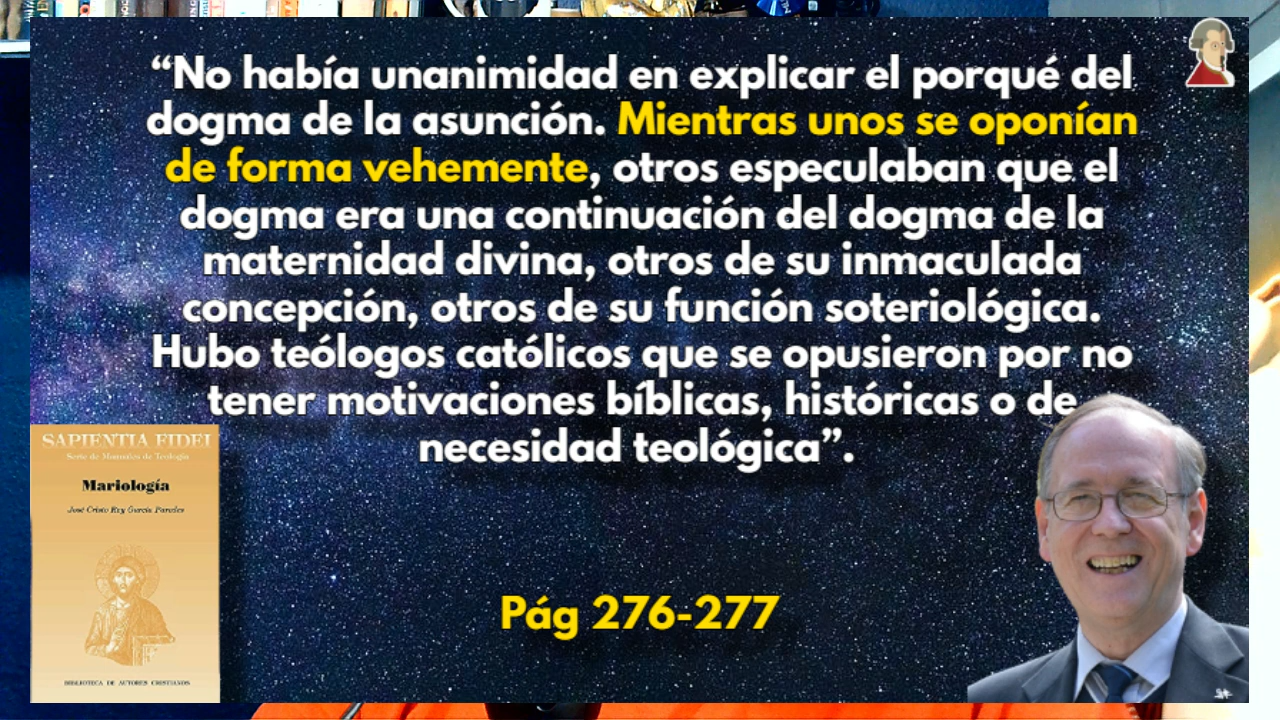 “No había unanimidad en explicar el porqué del
dogma de la asunción. Mientras unos se oponían
de forma vehemente, otros especulaban que el
dogma era una continuación del dogma de la
maternidad divina, otros de su inmaculada
concepción, otros de su función soteriológica.
Hubo teólogos católicos que se opusieron por no
tener motivaciones bíblicas, históricas o de
necesidad teológica”.
SAPIENTIA FIDEI
Serie de Manuales de Teología
Mariología
José Cristo Rey García Paredes
BIBLIOTECA DE AUTORES CRISTIANOS
Pág 276-277